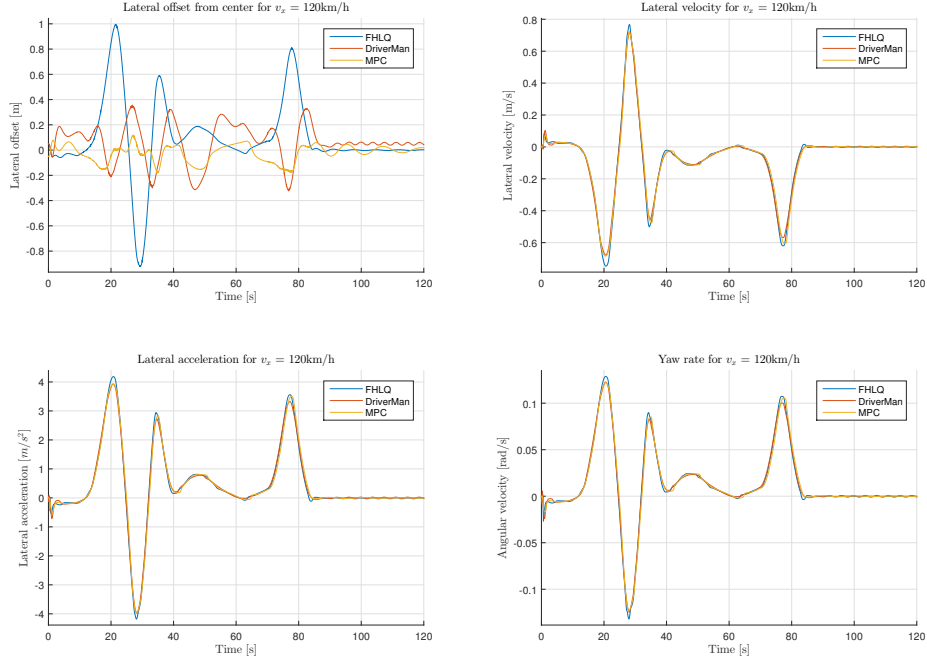 Lateral offset from center for v_x = 120km/h
Lateral offset [m]
1
0.8
0.6
0.4
0.2
0
-0.2
-0.4
-0.6
-0.8
FHLQ
DriverMan
MPC
0 20 40 60 80 100 120
Time [s]
Lateral velocity for v_x = 120km/h
Lateral velocity [m/s]
0.8
0.6
0.4
0.2
0
-0.2
-0.4
-0.6
FHLQ
DriverMan
MPC
0 20 40 60 80 100 120
Time [s]
Lateral acceleration for v_x = 120km/h
Lateral acceleration [m/s²]
4
3
2
1
0
-1
-2
-3
-4
FHLQ
DriverMan
MPC
0 20 40 60 80 100 120
Time [s]
Yaw rate for v_x = 120km/h
Angular velocity [rad/s]
0.1
0.05
0
-0.05
-0.1
FHLQ
DriverMan
MPC
0 20 40 60 80 100 120
Time [s]